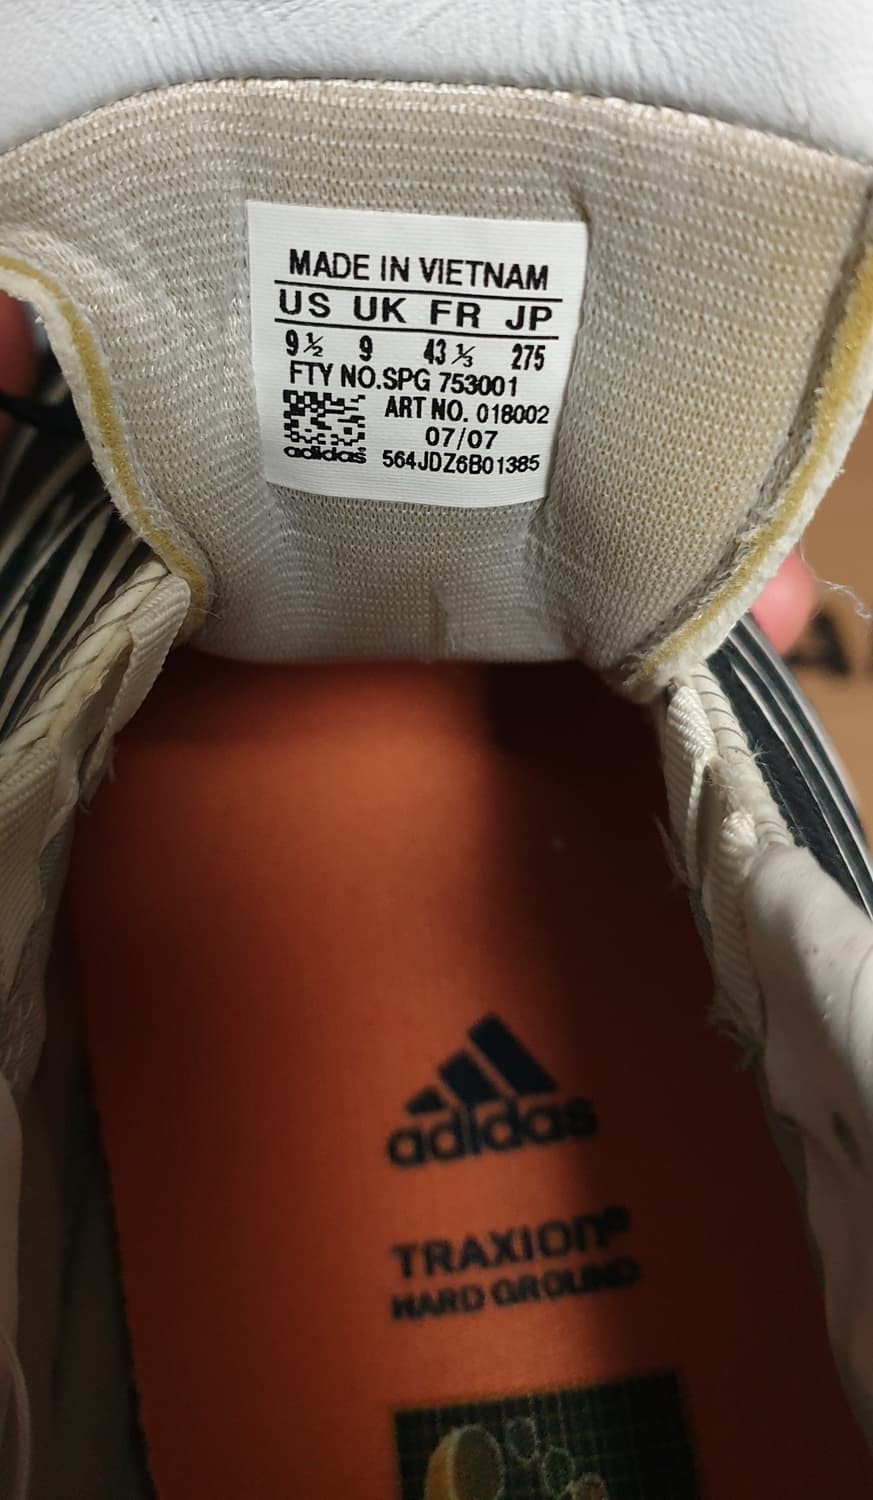 MADE IN VIETNAM
US UK FR JP
9½ 9 43⅓ 275
FTY NO.SPG 753001
ART NO. 018002
07/07
adidas 564JDZ6B01385
adidas
TRAXION®
HARD GROUND